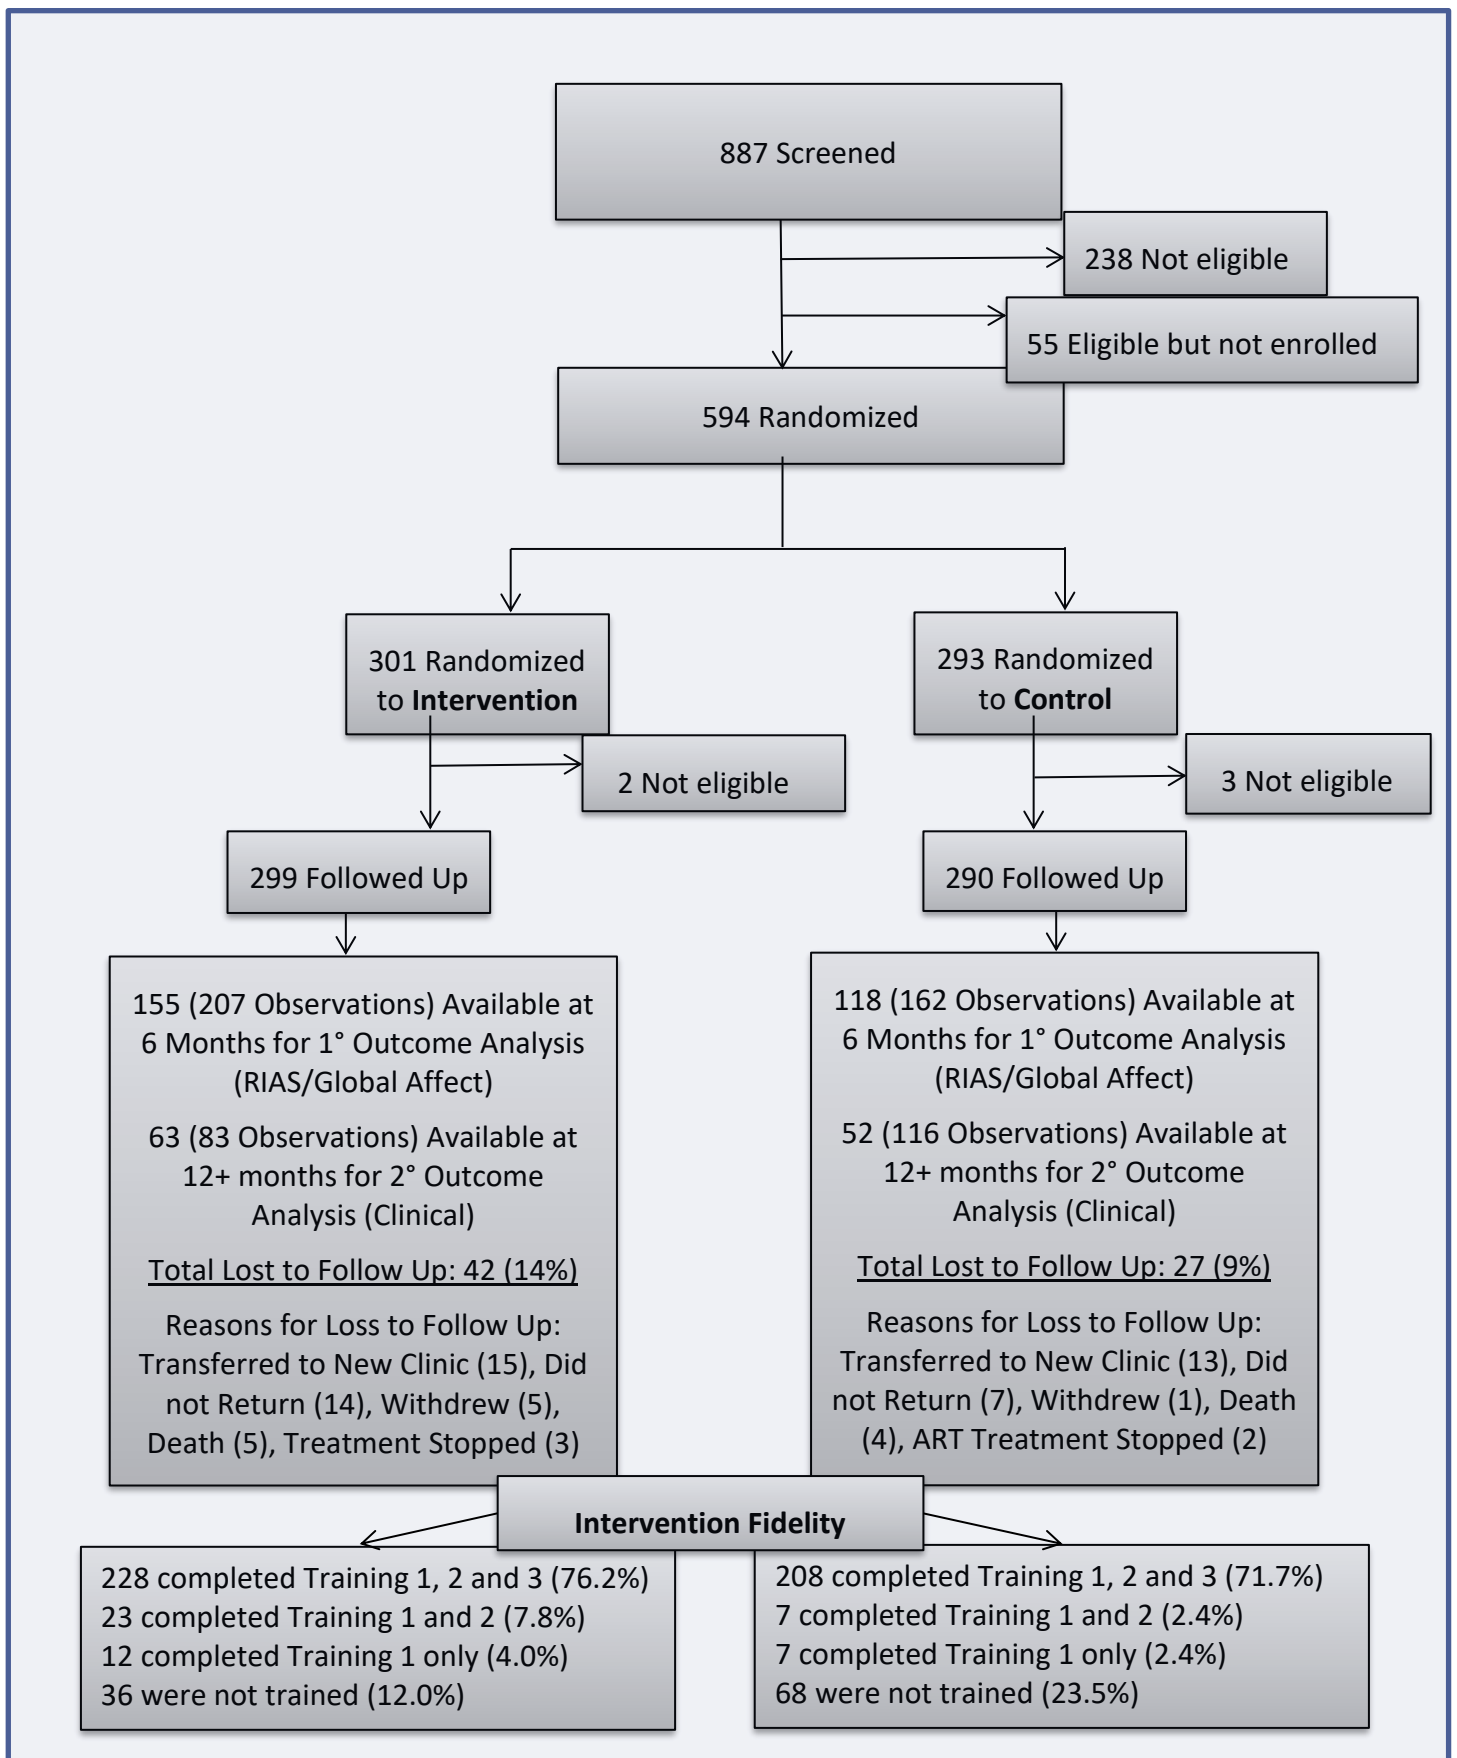 887 Screened
238 Not eligible
55 Eligible but not enrolled
594 Randomized
301 Randomized
to Intervention
293 Randomized
to Control
2 Not eligible
3 Not eligible
299 Followed Up
290 Followed Up
155 (207 Observations) Available at
6 Months for 1° Outcome Analysis
(RIAS/Global Affect)
63 (83 Observations) Available at
12+ months for 2° Outcome
Analysis (Clinical)
Total Lost to Follow Up: 42 (14%)
Reasons for Loss to Follow Up:
Transferred to New Clinic (15), Did
not Return (14), Withdrew (5),
Death (5), Treatment Stopped (3)
118 (162 Observations) Available at
6 Months for 1° Outcome Analysis
(RIAS/Global Affect)
52 (116 Observations) Available at
12+ months for 2° Outcome
Analysis (Clinical)
Total Lost to Follow Up: 27 (9%)
Reasons for Loss to Follow Up:
Transferred to New Clinic (13), Did
not Return (7), Withdrew (1), Death
(4), ART Treatment Stopped (2)
Intervention Fidelity
228 completed Training 1, 2 and 3 (76.2%)
23 completed Training 1 and 2 (7.8%)
12 completed Training 1 only (4.0%)
36 were not trained (12.0%)
208 completed Training 1, 2 and 3 (71.7%)
7 completed Training 1 and 2 (2.4%)
7 completed Training 1 only (2.4%)
68 were not trained (23.5%)